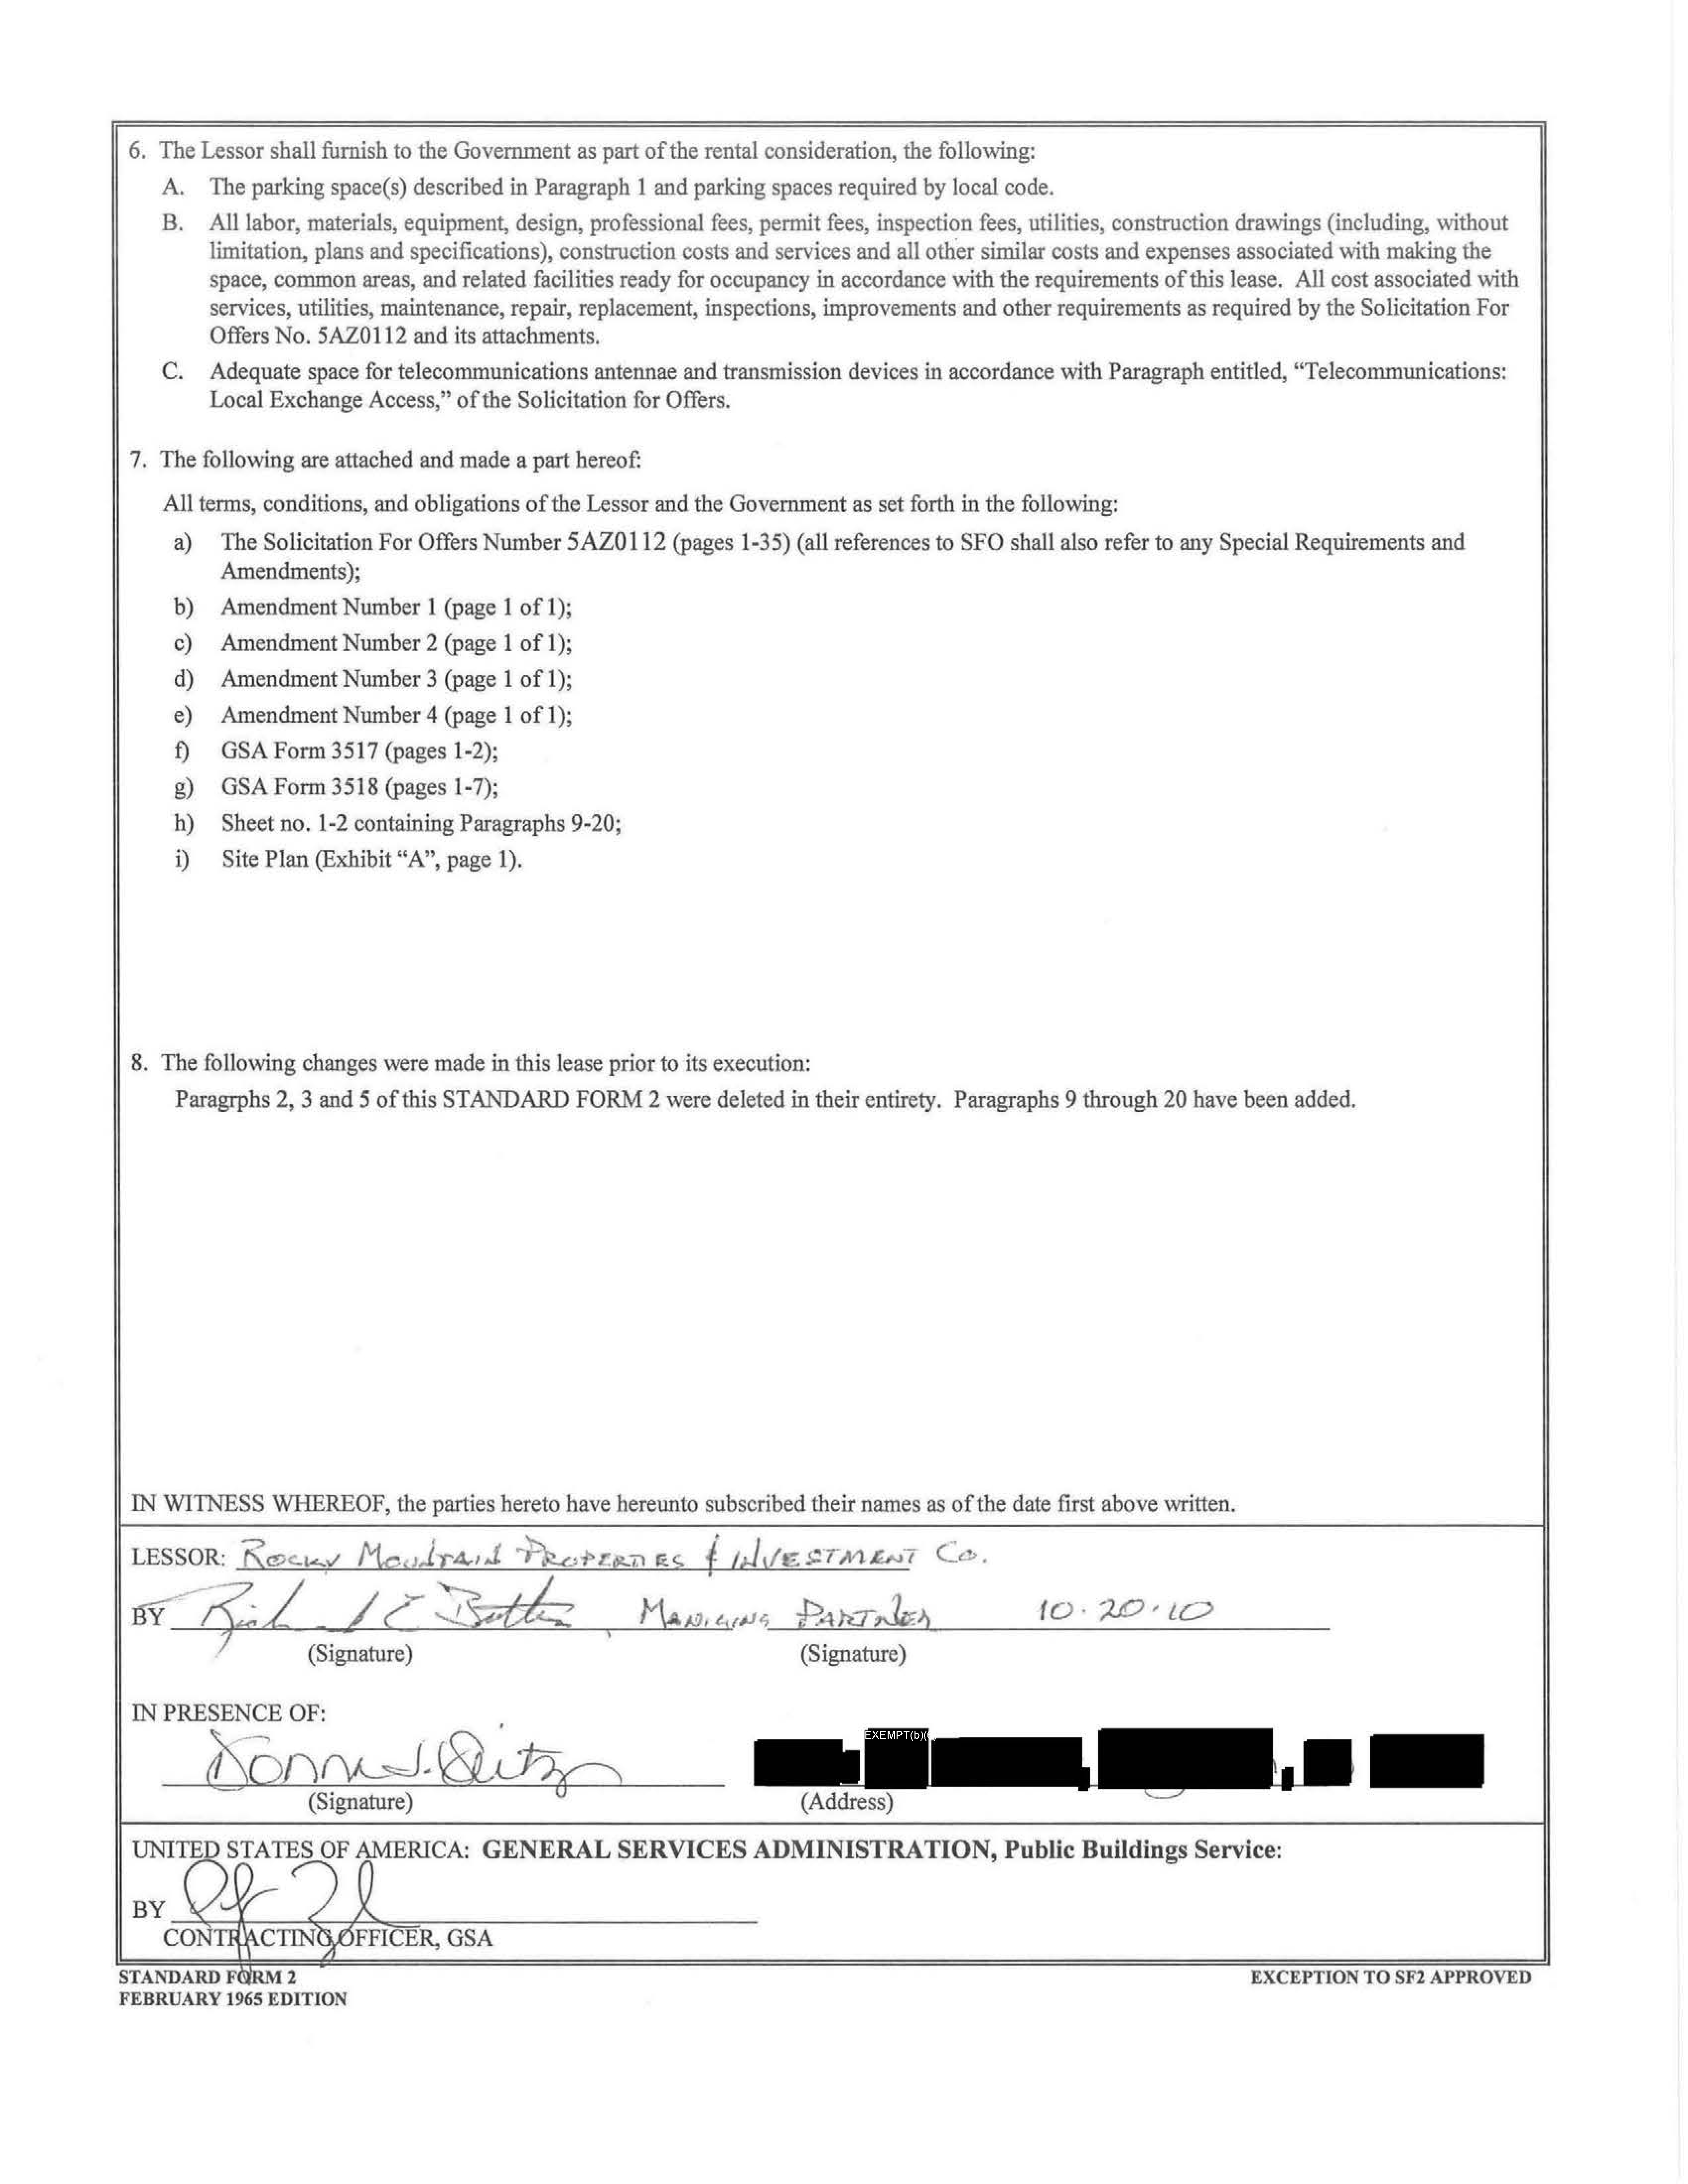 6. The Lessor shall furnish to the Government as part of the rental consideration, the following:
A. The parking space(s) described in Paragraph 1 and parking spaces required by local code.
B. All labor, materials, equipment, design, professional fees, permit fees, inspection fees, utilities, construction drawings (including, without
limitation, plans and specifications), construction costs and services and all other similar costs and expenses associated with making the
space, common areas, and related facilities ready for occupancy in accordance with the requirements of this lease. All cost associated with
services, utilities, maintenance, repair, replacement, inspections, improvements and other requirements as required by the Solicitation For
Offers No. 5AZ0112 and its attachments.
C. Adequate space for telecommunications antennae and transmission devices in accordance with Paragraph entitled, “Telecommunications:
Local Exchange Access,” of the Solicitation for Offers.
7. The following are attached and made a part hereof:
All terms, conditions, and obligations of the Lessor and the Government as set forth in the following:
a) The Solicitation For Offers Number 5AZ0112 (pages 1-35) (all references to SFO shall also refer to any Special Requirements and
Amendments);
b) Amendment Number 1 (page 1 of 1);
c) Amendment Number 2 (page 1 of 1);
d) Amendment Number 3 (page 1 of 1);
e) Amendment Number 4 (page 1 of 1);
f) GSA Form 3517 (pages 1-2);
g) GSA Form 3518 (pages 1-7);
h) Sheet no. 1-2 containing Paragraphs 9-20;
i) Site Plan (Exhibit “A”, page 1).
8. The following changes were made in this lease prior to its execution:
Paragrphs 2, 3 and 5 of this STANDARD FORM 2 were deleted in their entirety. Paragraphs 9 through 20 have been added.
IN WITNESS WHEREOF, the parties hereto have hereunto subscribed their names as of the date first above written.
LESSOR: ROCKY MOUNTAIN PROPERTIES & INVESTMENT Co.
BY Richard E Butler, MANAGING PARTNER 10.20.10
(Signature) (Signature)
IN PRESENCE OF:
Donna J.
EXEMPT(b)(
(Signature) (Address)
UNITED STATES OF AMERICA: GENERAL SERVICES ADMINISTRATION, Public Buildings Service:
BY
CONTRACTING OFFICER, GSA
STANDARD FORM 2 EXCEPTION TO SF2 APPROVED
FEBRUARY 1965 EDITION